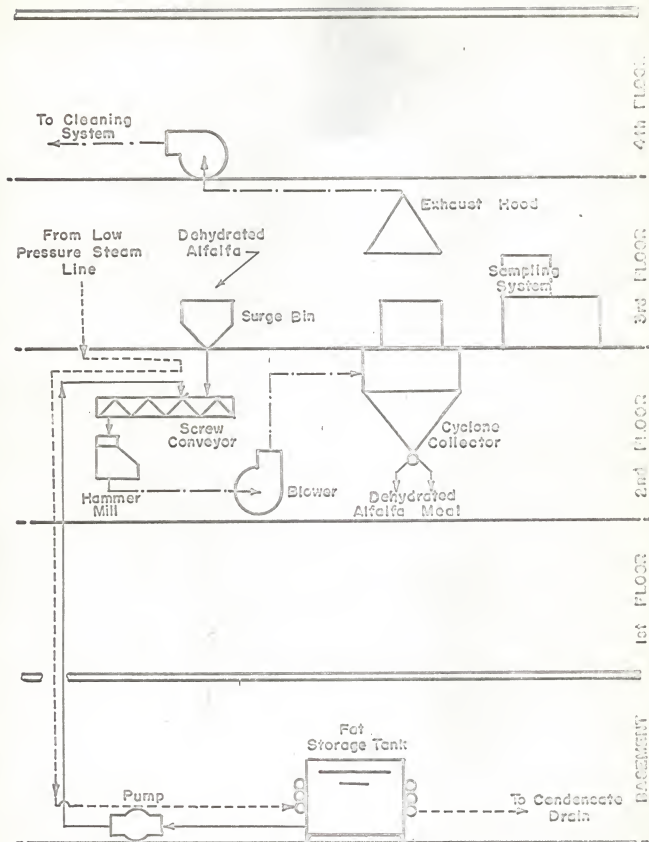 4th FLOOR
To Cleaning
System
Exhaust Hood
From Low
Pressure Steam
Line
Dehydrated
Alfalfa
Surge Bin
Sampling
System
3rd FLOOR
Screw
Conveyor
Hammer
Mill
Blower
Cyclone
Collector
Dehydrated
Alfalfa Meal
2nd FLOOR
1st FLOOR
Fat
Storage Tank
Pump
To Condensate
Drain
BASEMENT